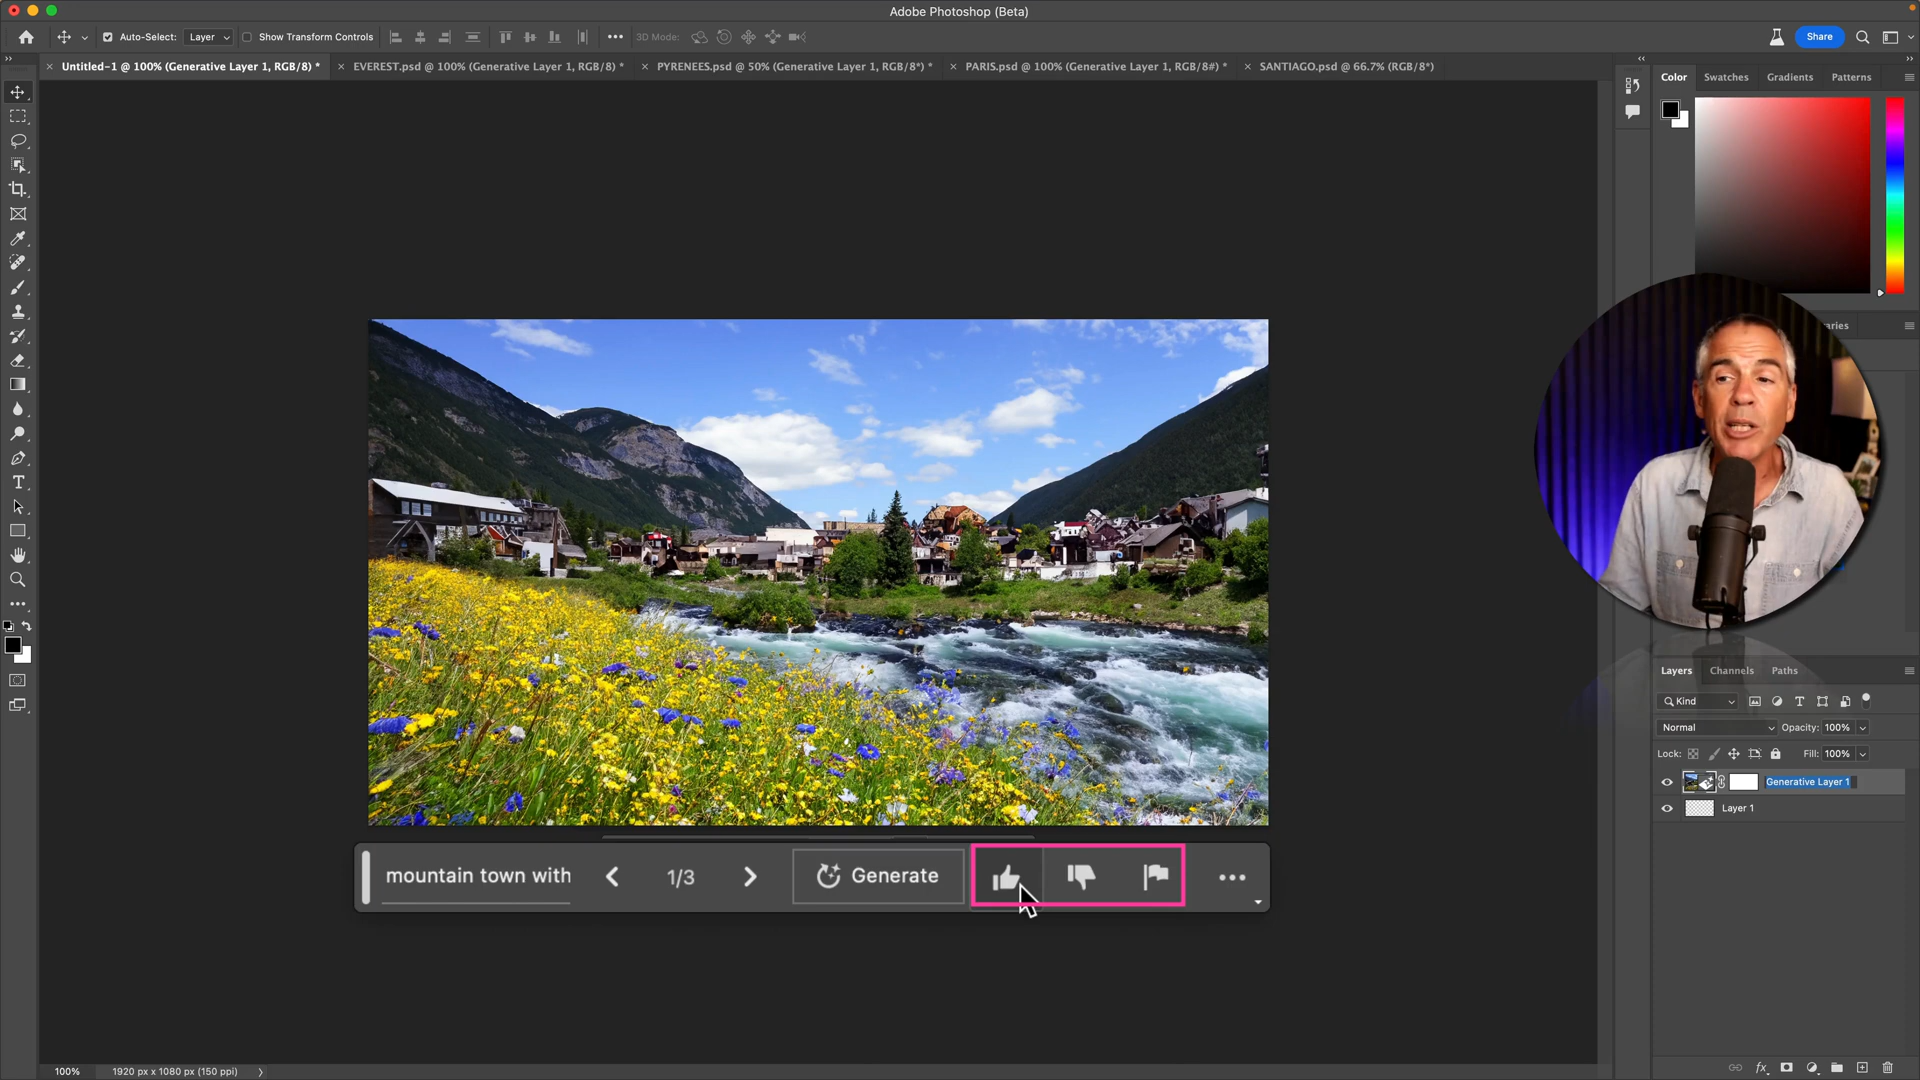 Adobe Photoshop (Beta)
Auto-Select: Layer Show Transform Controls 3D Mode: Share
Untitled-1 @ 100% (Generative Layer 1, RGB/8) * EVEREST.psd @ 100% (Generative Layer 1, RGB/8) * PYRENEES.psd @ 50% (Generative Layer 1, RGB/8*) * PARIS.psd @ 100% (Generative Layer 1, RGB/8#) * SANTIAGO.psd @ 66.7% (RGB/8*)
Color Swatches Gradients Patterns
Layers Channels Paths
Kind
Normal Opacity: 100%
Lock: Fill: 100%
Generative Layer 1
Layer 1
mountain town with 1/3 Generate
100% 1920 px x 1080 px (150 ppi)